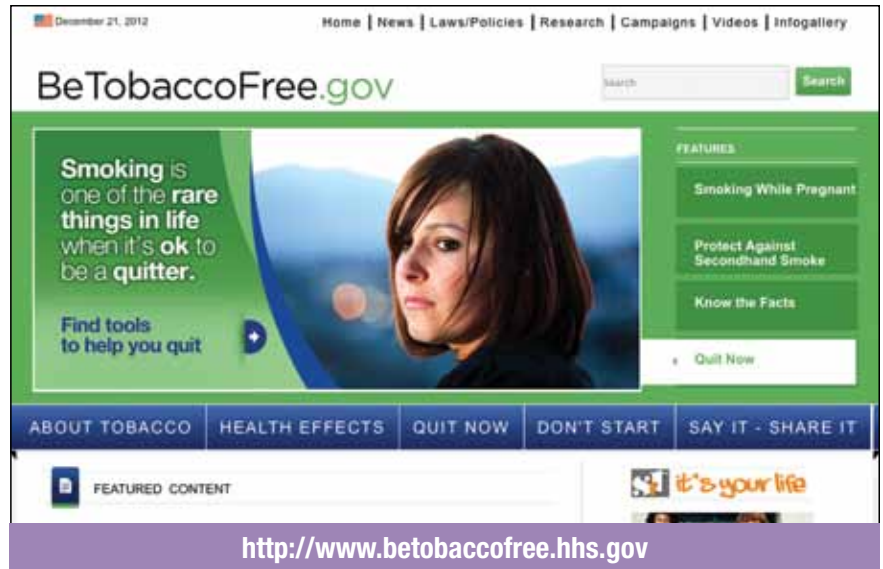 December 21, 2012
Home | News | Laws/Policies | Research | Campaigns | Videos | Infogallery
BeTobaccoFree.gov
Search
Search
Smoking is
one of the rare
things in life
when it's ok to
be a quitter.
Find tools
to help you quit
FEATURES
Smoking While Pregnant
Protect Against
Secondhand Smoke
Know the Facts
Quit Now
ABOUT TOBACCO
HEALTH EFFECTS
QUIT NOW
DON'T START
SAY IT - SHARE IT
FEATURED CONTENT
it's your life
http://www.betobaccofree.hhs.gov